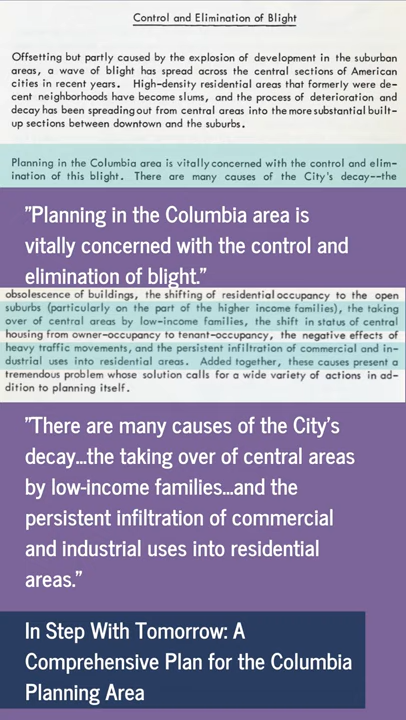 Control and Elimination of Blight
Offsetting but partly caused by the explosion of development in the suburban
areas, a wave of blight has spread across the central sections of American
cities in recent years. High-density residential areas that formerly were de-
cent neighborhoods have become slums, and the process of deterioration and
decay has been spreading out from central areas into the more substantial built-
up sections between downtown and the suburbs.
Planning in the Columbia area is vitally concerned with the control and elim-
ination of this blight. There are many causes of the City's decay--the
"Planning in the Columbia area is
vitally concerned with the control and
elimination of blight."
obsolescence of buildings, the shifting of residential occupancy to the open
suburbs (particularly on the part of the higher income families), the taking
over of central areas by low-income families, the shift in status of central
housing from owner-occupancy to tenant-occupancy, the negative effects of
heavy traffic movements, and the persistent infiltration of commercial and in-
dustrial uses into residential areas. Added together, these causes present a
tremendous problem whose solution calls for a wide variety of actions in ad-
dition to planning itself.
"There are many causes of the City's
decay...the taking over of central areas
by low-income families...and the
persistent infiltration of commercial
and industrial uses into residential
areas."
In Step With Tomorrow: A
Comprehensive Plan for the Columbia
Planning Area